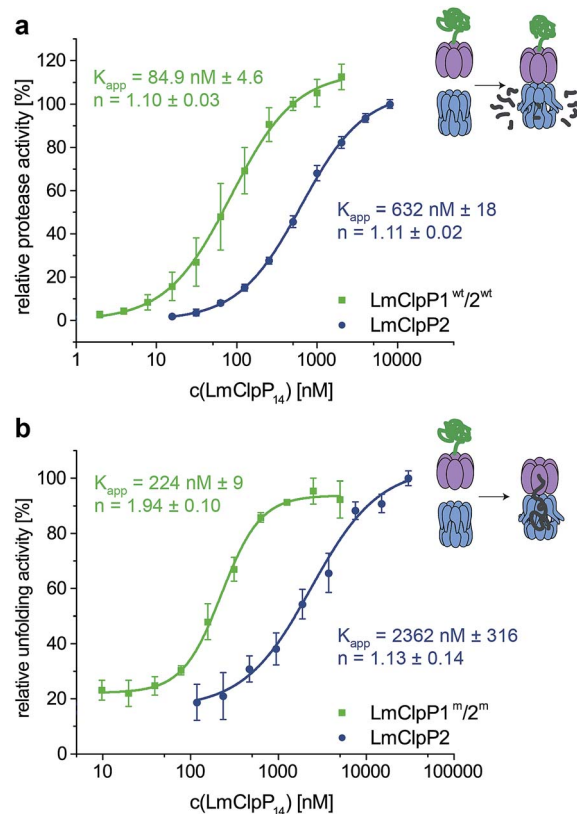 a
relative protease activity [%]
120
100
80
60
40
20
0
K_app = 84.9 nM ± 4.6
n = 1.10 ± 0.03
K_app = 632 nM ± 18
n = 1.11 ± 0.02
LmClpP1^wt/2^wt
LmClpP2
1
10
100
1000
10000
c(LmClpP_14) [nM]
b
relative unfolding activity [%]
100
80
60
40
20
0
K_app = 224 nM ± 9
n = 1.94 ± 0.10
K_app = 2362 nM ± 316
n = 1.13 ± 0.14
LmClpP1^m/2^m
LmClpP2
10
100
1000
10000
100000
c(LmClpP_14) [nM]